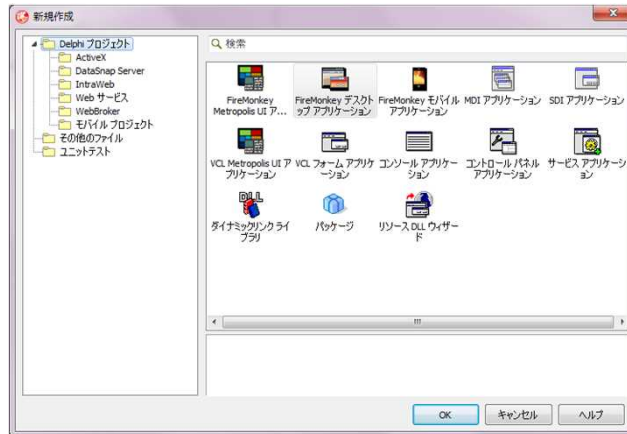 新規作成
Delphi プロジェクト
ActiveX
DataSnap Server
IntraWeb
Web サービス
WebBroker
モバイル プロジェクト
その他のファイル
ユニットテスト
検索
FireMonkey
Metropolis UI ア...
FireMonkey デスクト
ップ アプリケーション
FireMonkey モバイル
アプリケーション
MDI アプリケーション
SDI アプリケーション
VCL Metropolis UI ア
プリケーション
VCL フォーム アプリケ
ーション
コンソール アプリケー
ション
コントロール パネル
アプリケーション
サービス アプリケーシ
ョン
DLL
ダイナミックリンク ライ
ブラリ
パッケージ
リソース DLL ウィザー
ド
OK
キャンセル
ヘルプ